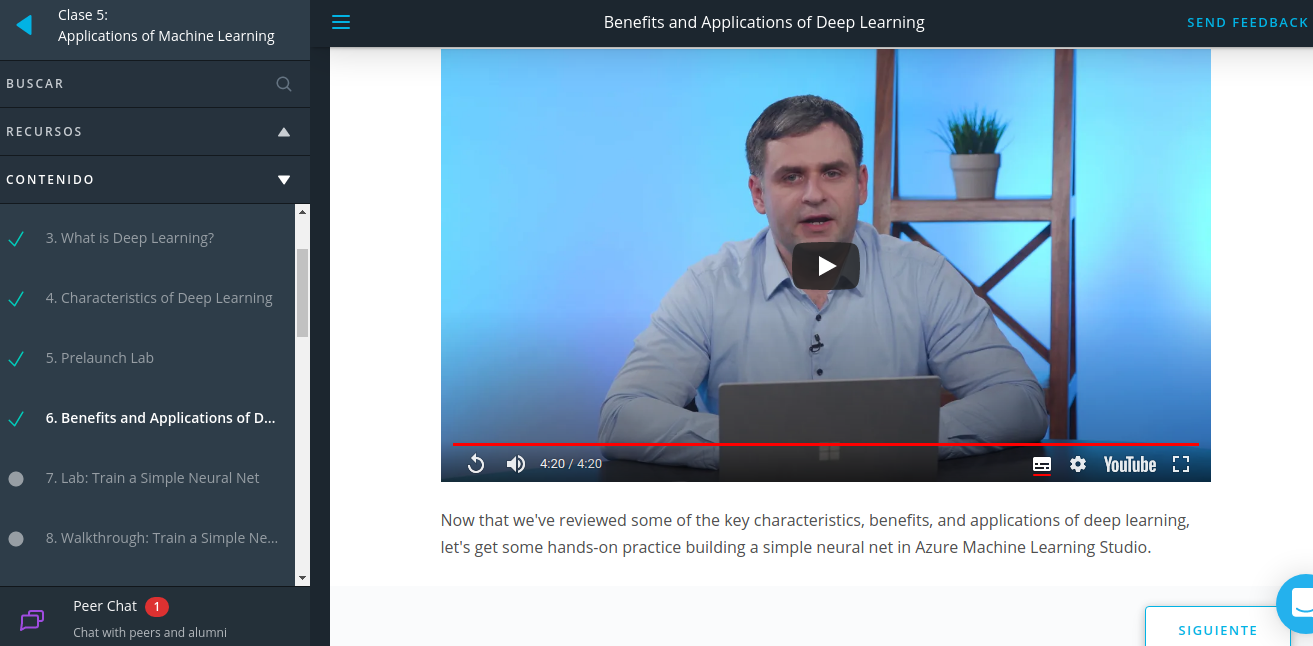 Clase 5:
Applications of Machine Learning
BUSCAR
RECURSOS
CONTENIDO
3. What is Deep Learning?
4. Characteristics of Deep Learning
5. Prelaunch Lab
6. Benefits and Applications of D...
7. Lab: Train a Simple Neural Net
8. Walkthrough: Train a Simple Ne...
Peer Chat 1
Chat with peers and alumni
Benefits and Applications of Deep Learning
SEND FEEDBACK
4:20 / 4:20
YouTube
Now that we've reviewed some of the key characteristics, benefits, and applications of deep learning,
let's get some hands-on practice building a simple neural net in Azure Machine Learning Studio.
SIGUIENTE